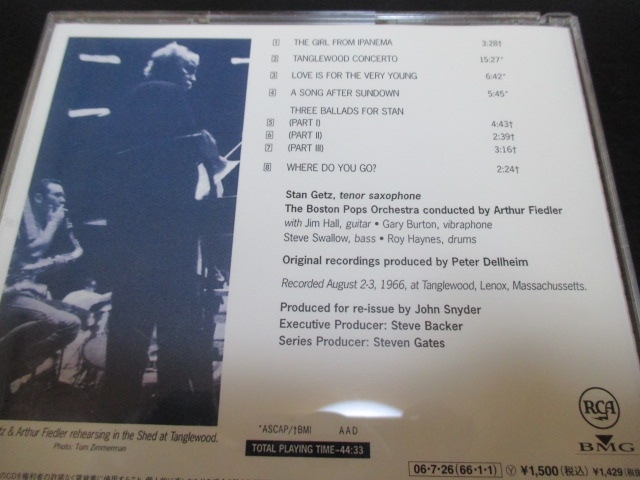 1 THE GIRL FROM IPANEMA 3:28†
2 TANGLEWOOD CONCERTO 15:27*
3 LOVE IS FOR THE VERY YOUNG 6:42*
4 A SONG AFTER SUNDOWN 5:45*
THREE BALLADS FOR STAN
5 (PART I) 4:43†
6 (PART II) 2:39†
7 (PART III) 3:16†
8 WHERE DO YOU GO? 2:24†
Stan Getz, tenor saxophone
The Boston Pops Orchestra conducted by Arthur Fiedler
with Jim Hall, guitar • Gary Burton, vibraphone
Steve Swallow, bass • Roy Haynes, drums
Original recordings produced by Peter Dellheim
Recorded August 2-3, 1966, at Tanglewood, Lenox, Massachussetts.
Produced for re-issue by John Snyder
Executive Producer: Steve Backer
Series Producer: Steven Gates
tz & Arthur Fiedler rehearsing in the Shed at Tanglewood.
Photo: Tom Zimmerman
*ASCAP/†BMI AAD
TOTAL PLAYING TIME–44:33
RCA
BMG
06・7・26 (66・1・1) Ⓨ ¥1,500(税込) ¥1,429(税抜